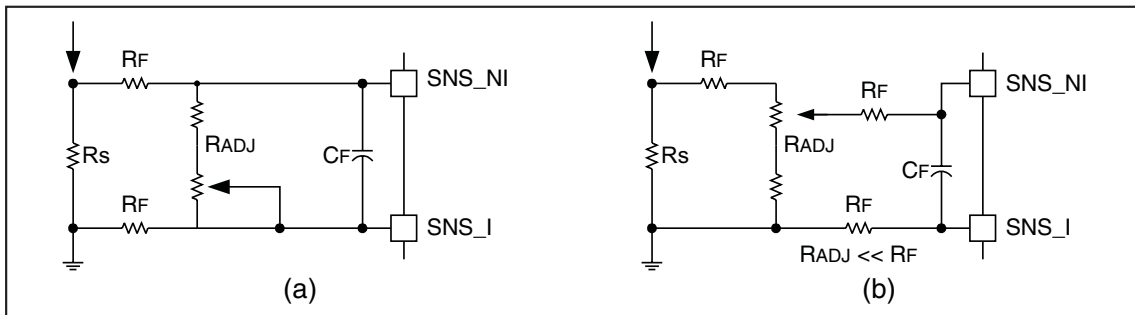 RF
SNS_NI
RADJ
Rs
CF
RF
SNS_I
(a)
RF
RF
SNS_NI
RADJ
Rs
CF
RF
SNS_I
RADJ << RF
(b)